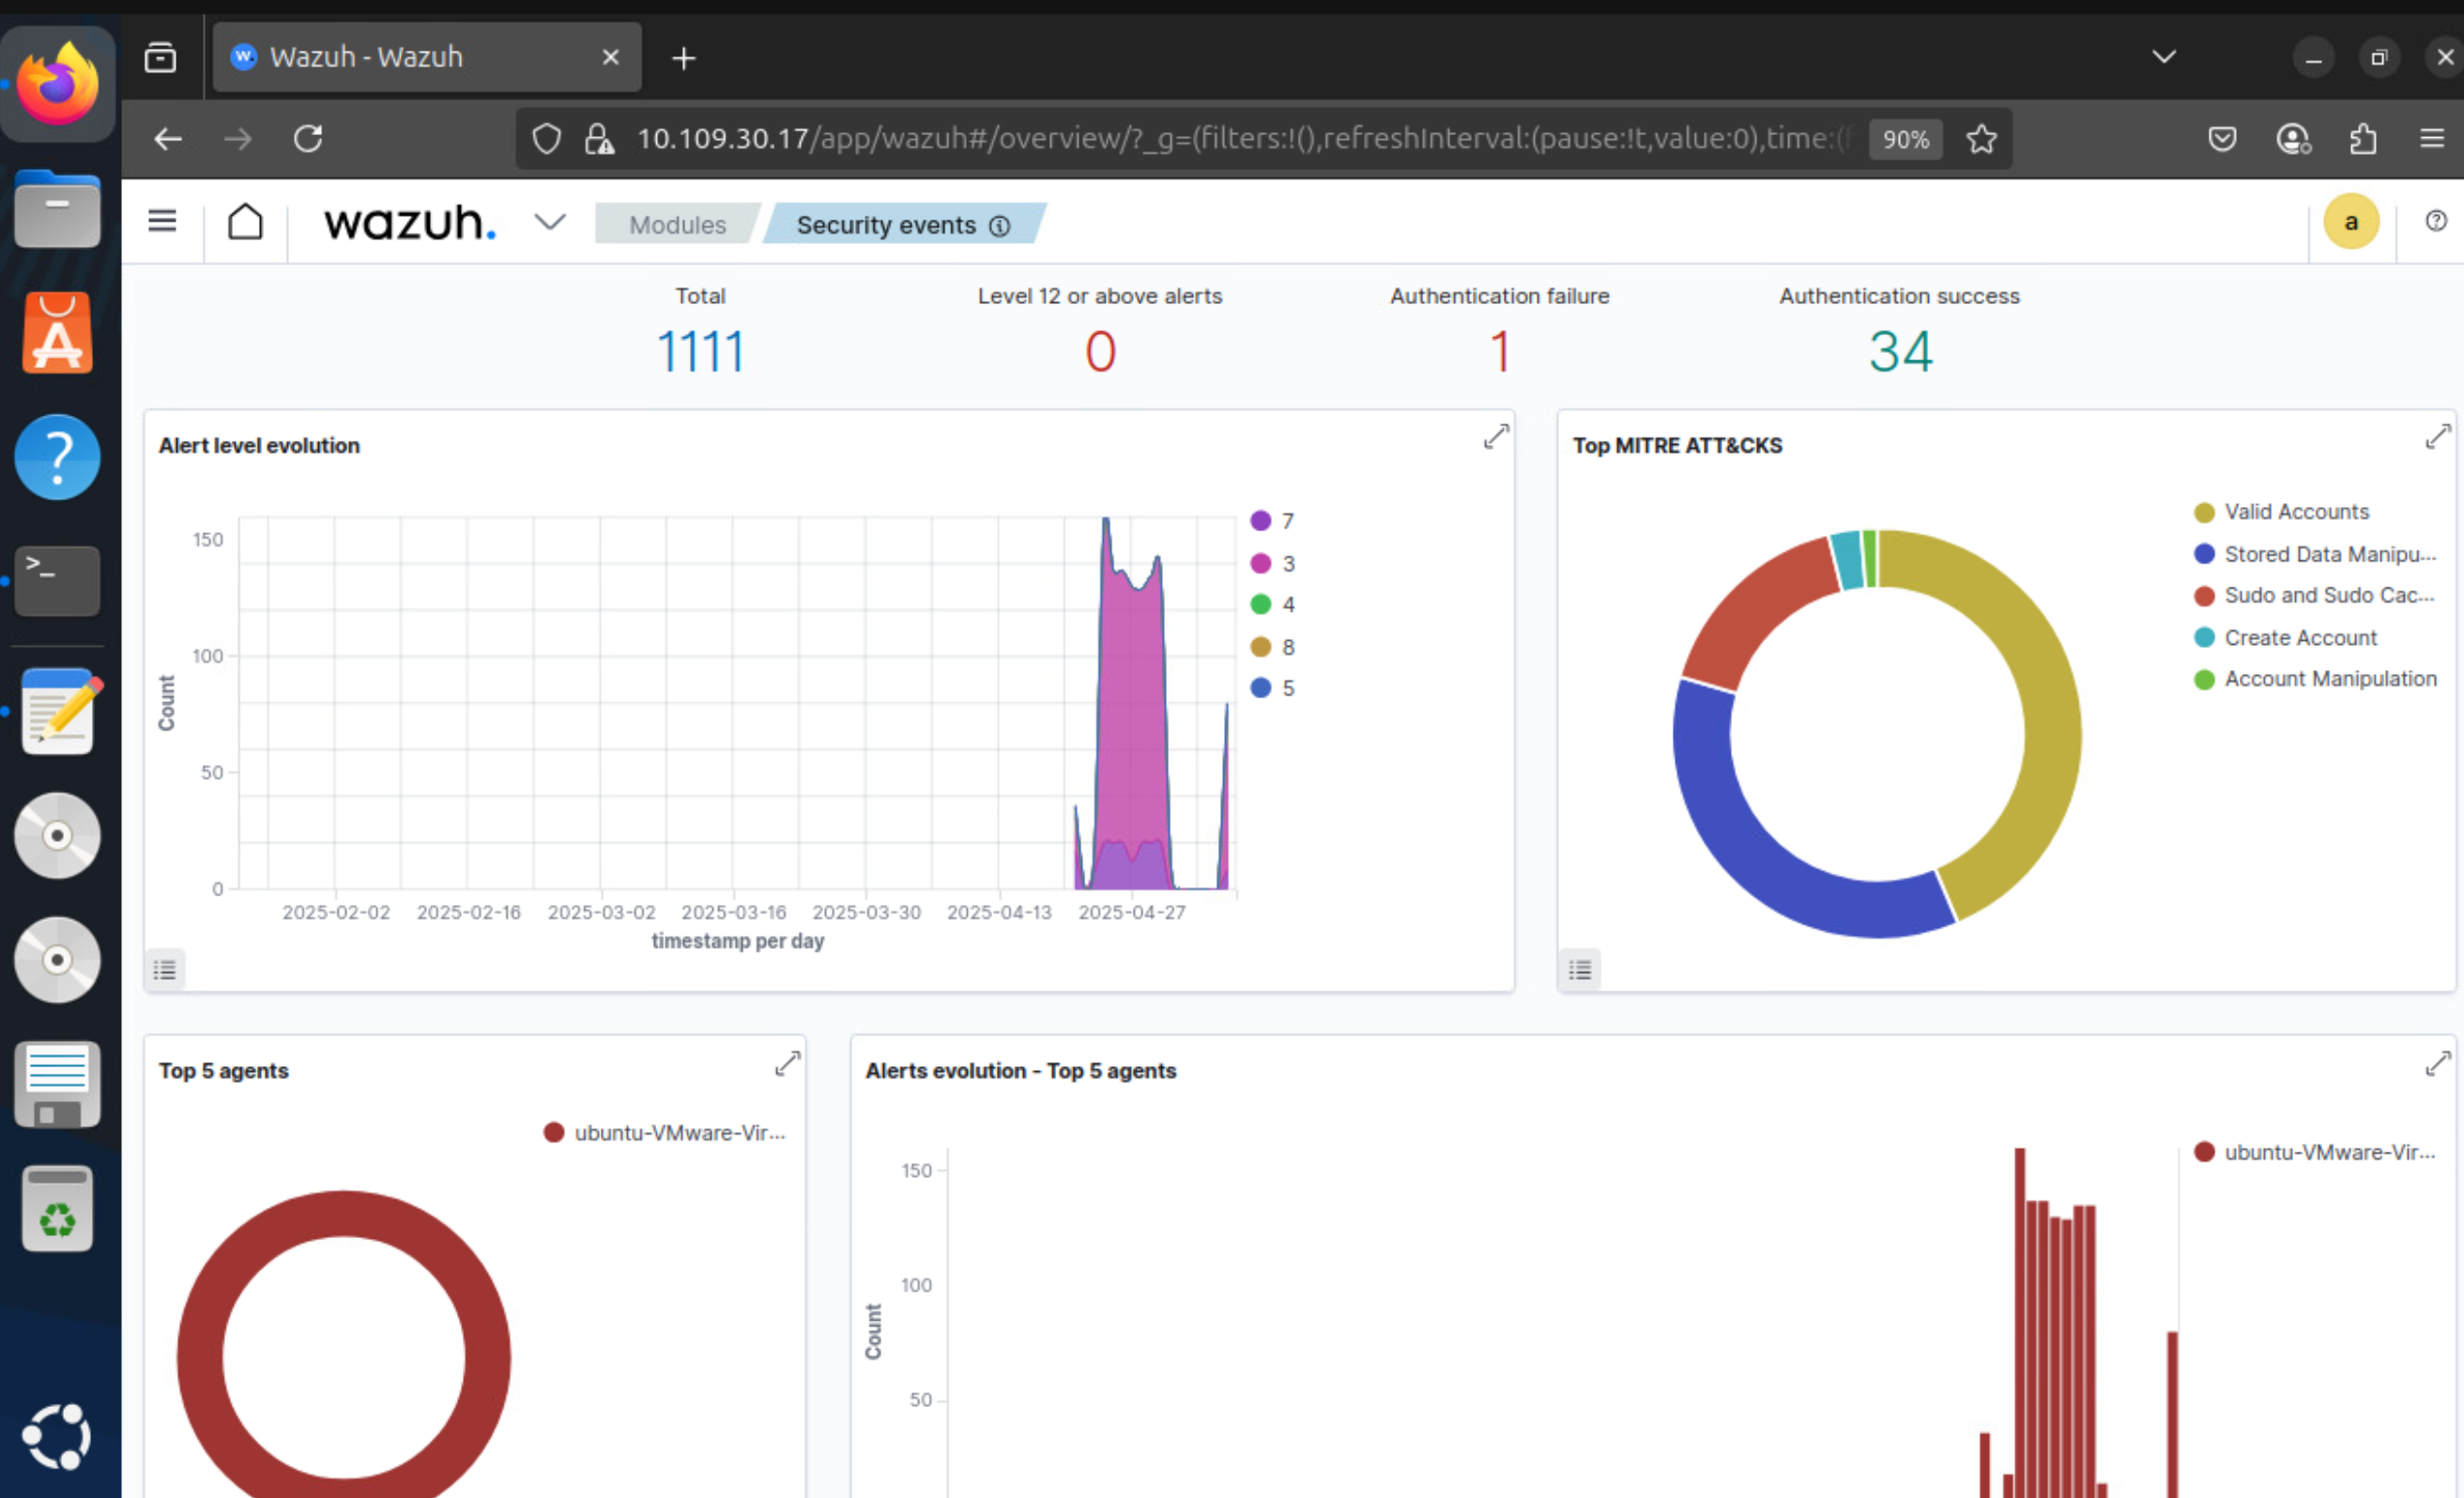 Wazuh - Wazuh
10.109.30.17/app/wazuh#/overview/?_g=(filters:!(),refreshInterval:(pause:!t,value:0),time:(f
90%
wazuh.
Modules
Security events
a
Total
Level 12 or above alerts
Authentication failure
Authentication success
1111
0
1
34
Alert level evolution
150
100
50
0
Count
2025-02-02
2025-02-16
2025-03-02
2025-03-16
2025-03-30
2025-04-13
2025-04-27
timestamp per day
7
3
4
8
5
Top MITRE ATT&CKS
Valid Accounts
Stored Data Manipu...
Sudo and Sudo Cac...
Create Account
Account Manipulation
Top 5 agents
ubuntu-VMware-Vir...
Alerts evolution - Top 5 agents
150
100
50
Count
ubuntu-VMware-Vir...